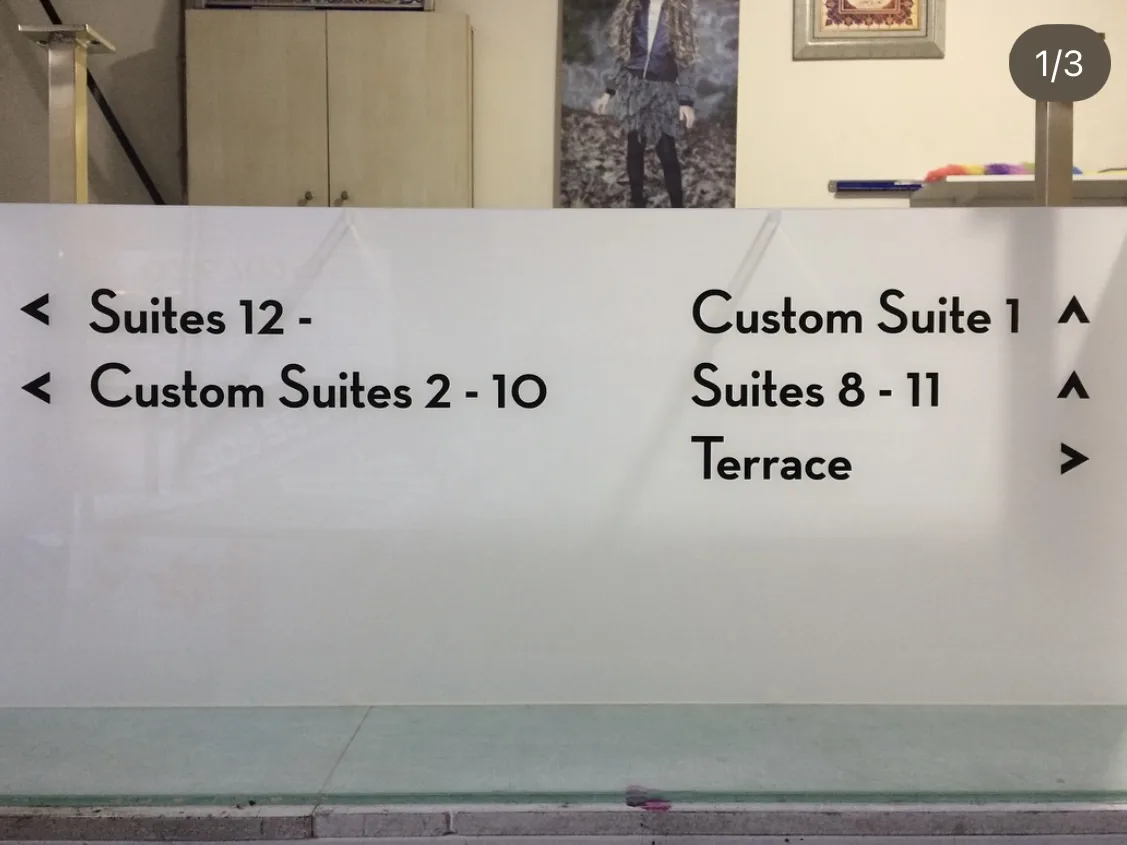 1/3
< Suites 12 -
< Custom Suites 2 - 10
Custom Suite 1 ^
Suites 8 - 11 ^
Terrace >